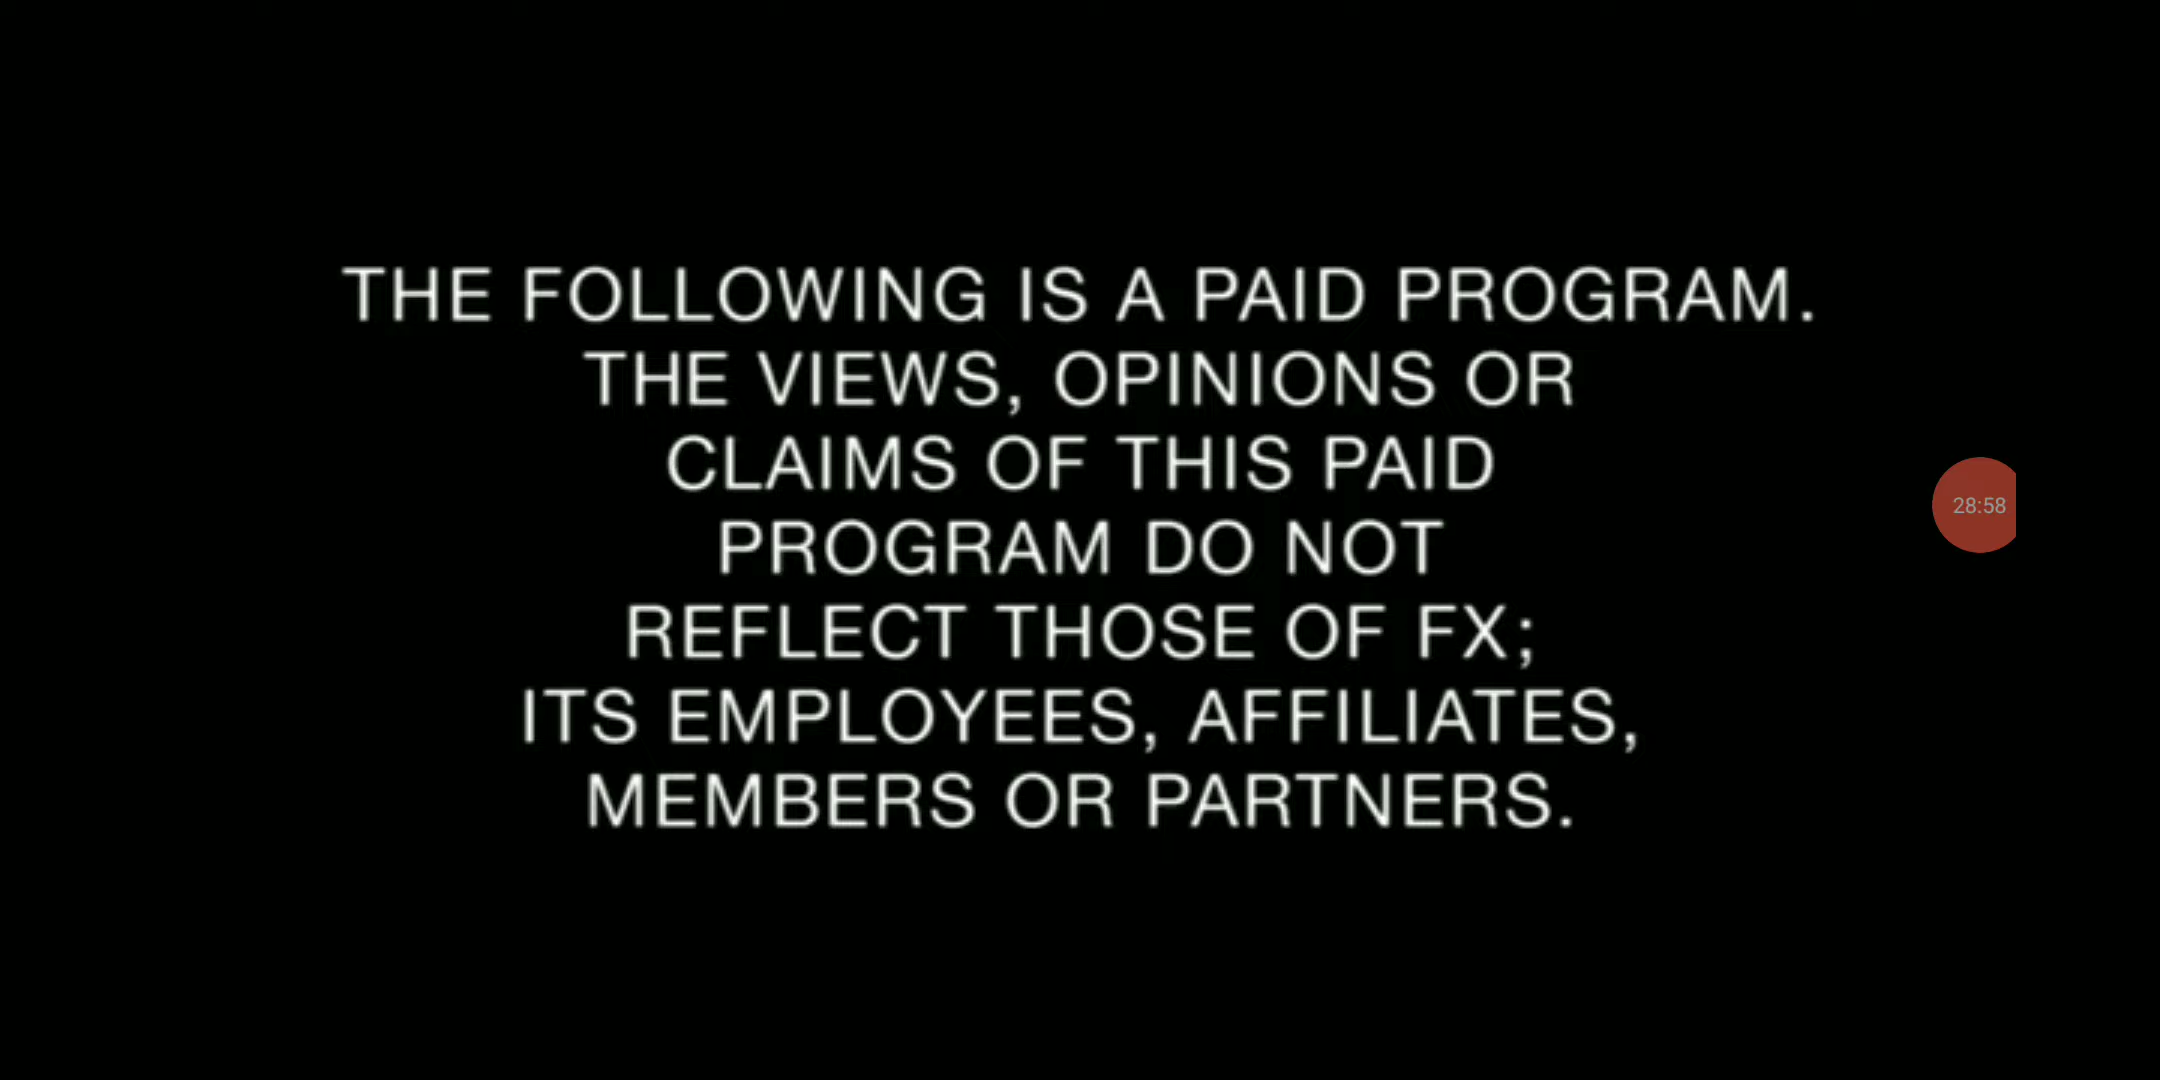 THE FOLLOWING IS A PAID PROGRAM.
THE VIEWS, OPINIONS OR
CLAIMS OF THIS PAID
PROGRAM DO NOT
REFLECT THOSE OF FX;
ITS EMPLOYEES, AFFILIATES,
MEMBERS OR PARTNERS.
28:58